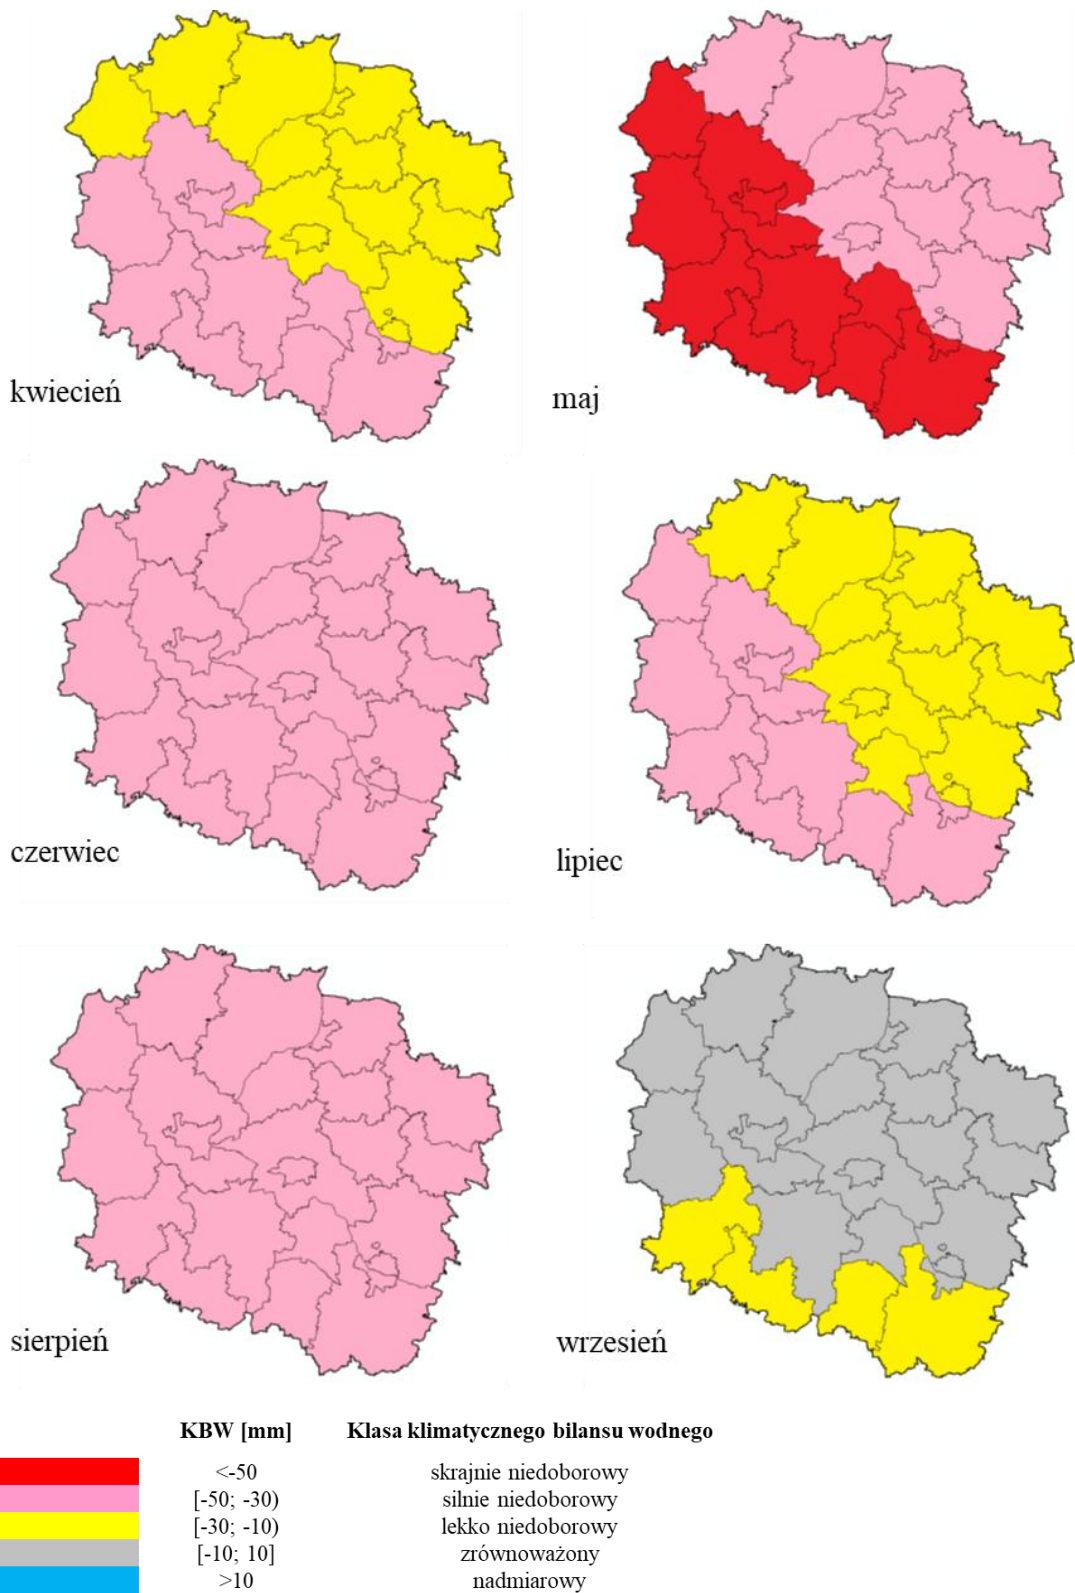 kwiecień
maj
czerwiec
lipiec
sierpień
wrzesień
KBW [mm] Klasa klimatycznego bilansu wodnego
<-50 skrajnie niedoborowy
[-50; -30) silnie niedoborowy
[-30; -10) lekko niedoborowy
[-10; 10] zrównoważony
>10 nadmiarowy